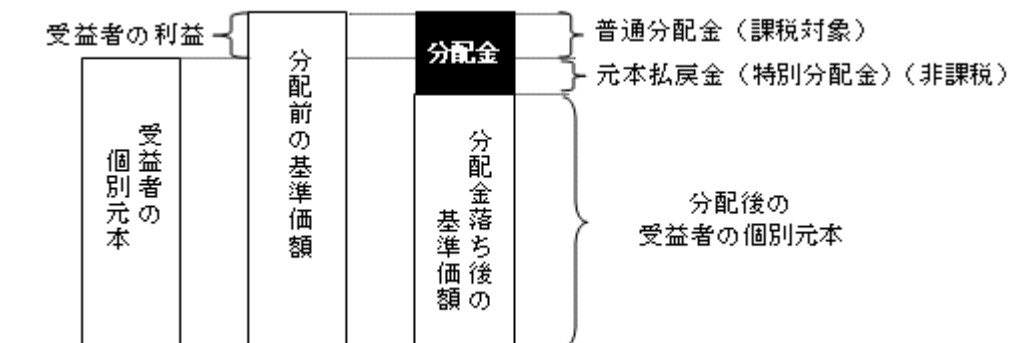 受益者の利益
受益者の
個別元本
分配前の基準価額
分配金
分配金落ち後の
基準価額
普通分配金（課税対象）
元本払戻金（特別分配金）（非課税）
分配後の
受益者の個別元本